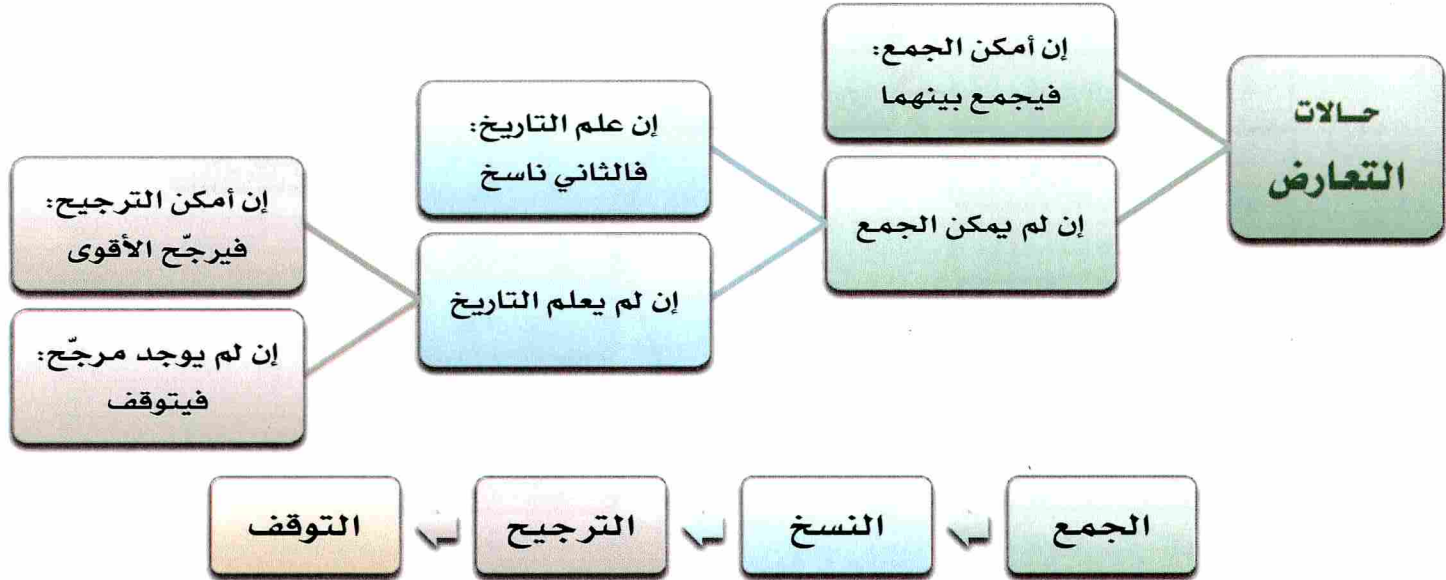 حـالات
التعارض
إن أمكن الجمع:
فيجمع بينهما
إن لم يمكن الجمع
إن علم التاريخ:
فالثاني ناسخ
إن لم يعلم التاريخ
إن أمكن الترجيح:
فيرجّح الأقوى
إن لم يوجد مرجّح:
فيتوقف
الجمع
النسخ
الترجيح
التوقف